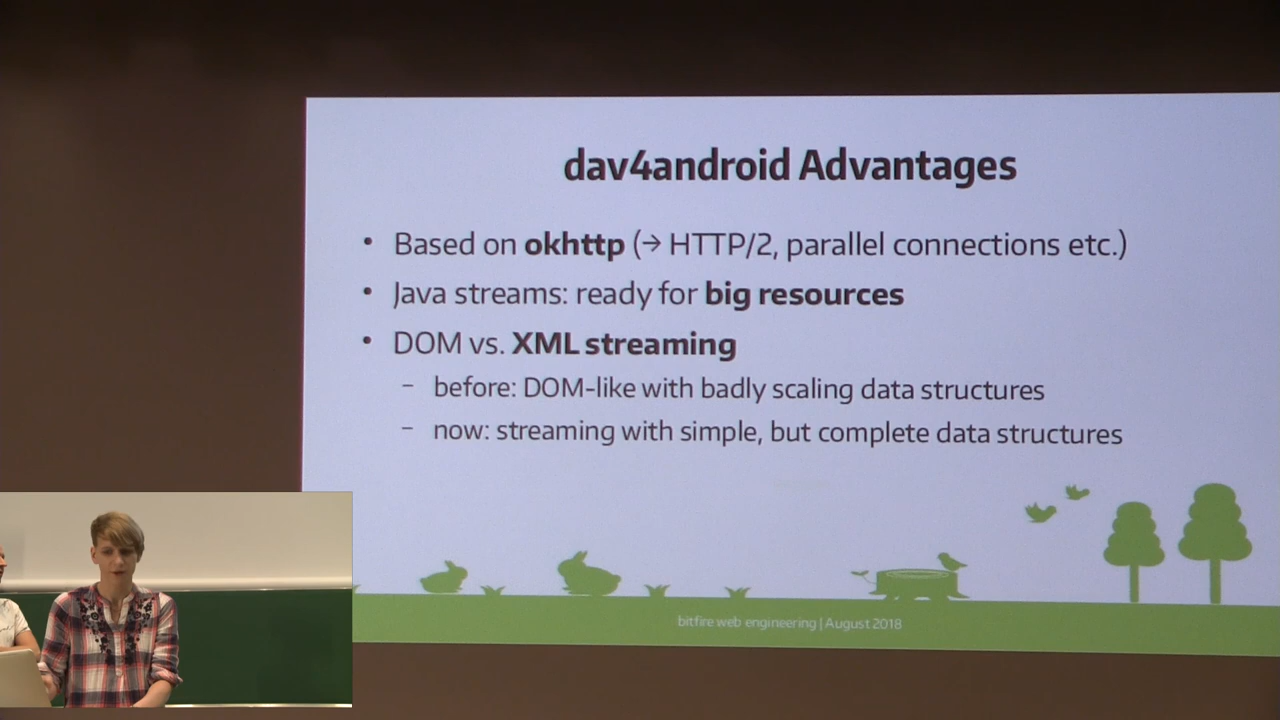 dav4android Advantages
• Based on okhttp (→ HTTP/2, parallel connections etc.)
• Java streams: ready for big resources
• DOM vs. XML streaming
– before: DOM-like with badly scaling data structures
– now: streaming with simple, but complete data structures
bitfire web engineering | August 2018